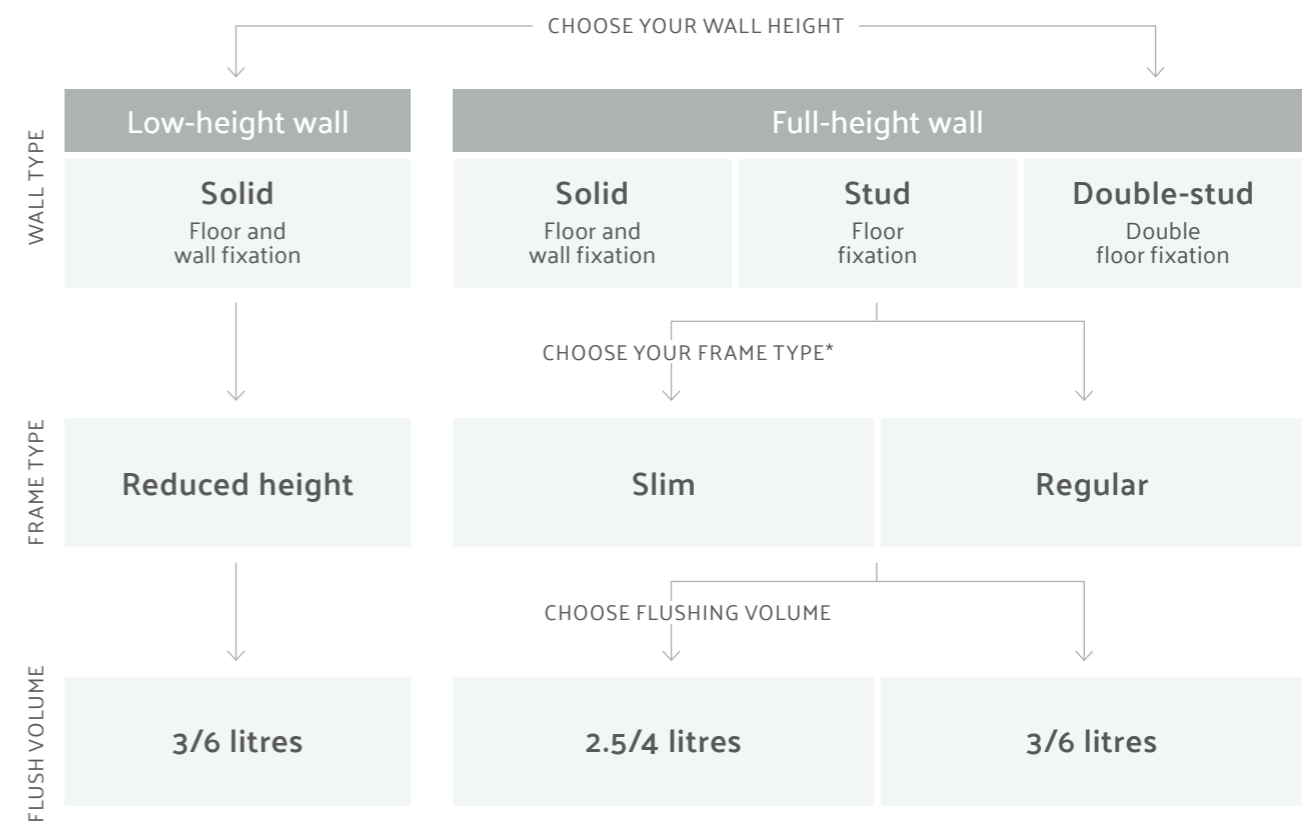 CHOOSE YOUR WALL HEIGHT
WALL TYPE
Low-height wall
Full-height wall
Solid
Floor and
wall fixation
Solid
Floor and
wall fixation
Stud
Floor
fixation
Double-stud
Double
floor fixation
CHOOSE YOUR FRAME TYPE*
FRAME TYPE
Reduced height
Slim
Regular
CHOOSE FLUSHING VOLUME
FLUSH VOLUME
3/6 litres
2.5/4 litres
3/6 litres